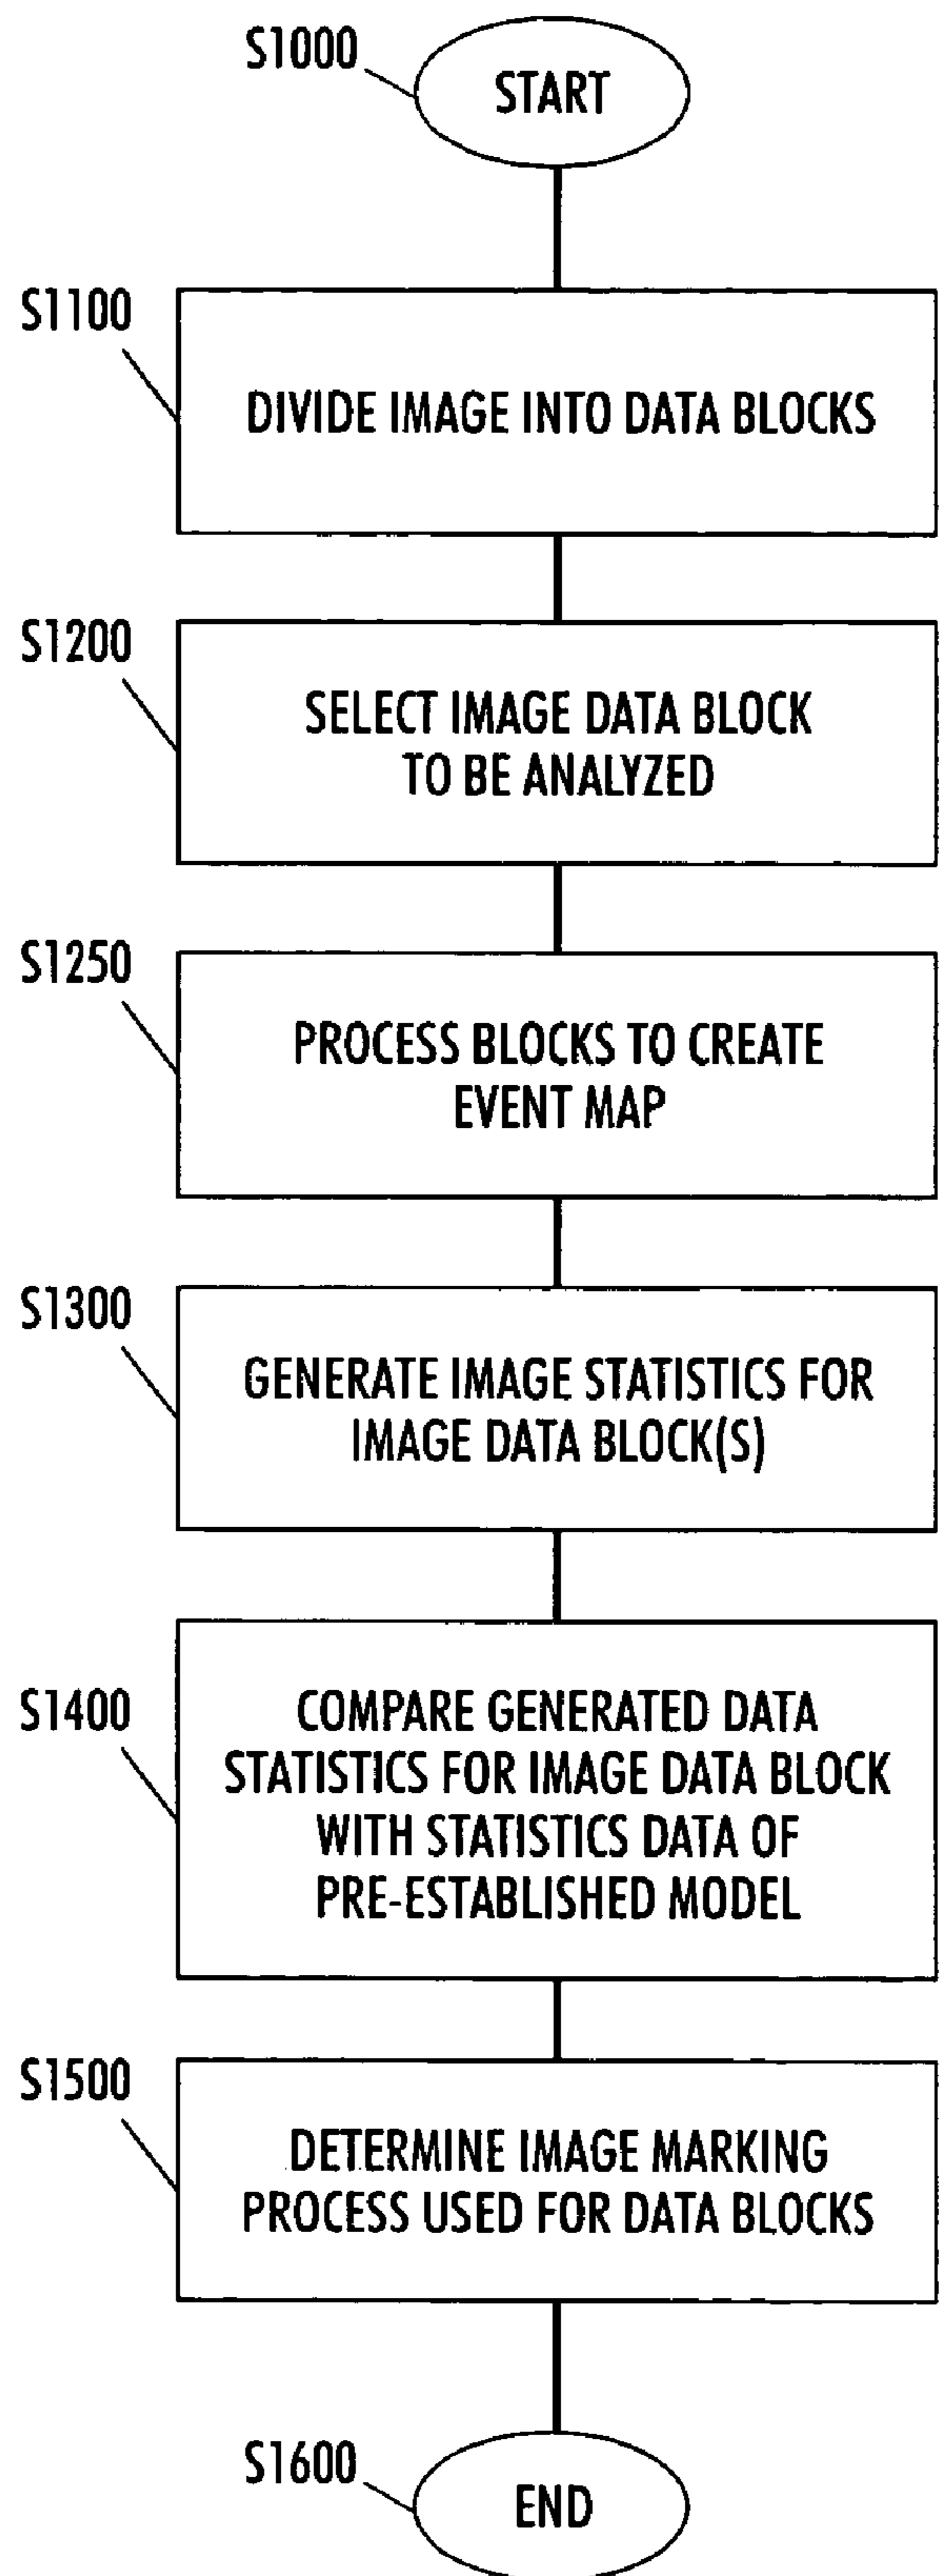 S1000
START
S1100
DIVIDE IMAGE INTO DATA BLOCKS
S1200
SELECT IMAGE DATA BLOCK
TO BE ANALYZED
S1250
PROCESS BLOCKS TO CREATE
EVENT MAP
S1300
GENERATE IMAGE STATISTICS FOR
IMAGE DATA BLOCK(S)
S1400
COMPARE GENERATED DATA
STATISTICS FOR IMAGE DATA BLOCK
WITH STATISTICS DATA OF
PRE-ESTABLISHED MODEL
S1500
DETERMINE IMAGE MARKING
PROCESS USED FOR DATA BLOCKS
S1600
END